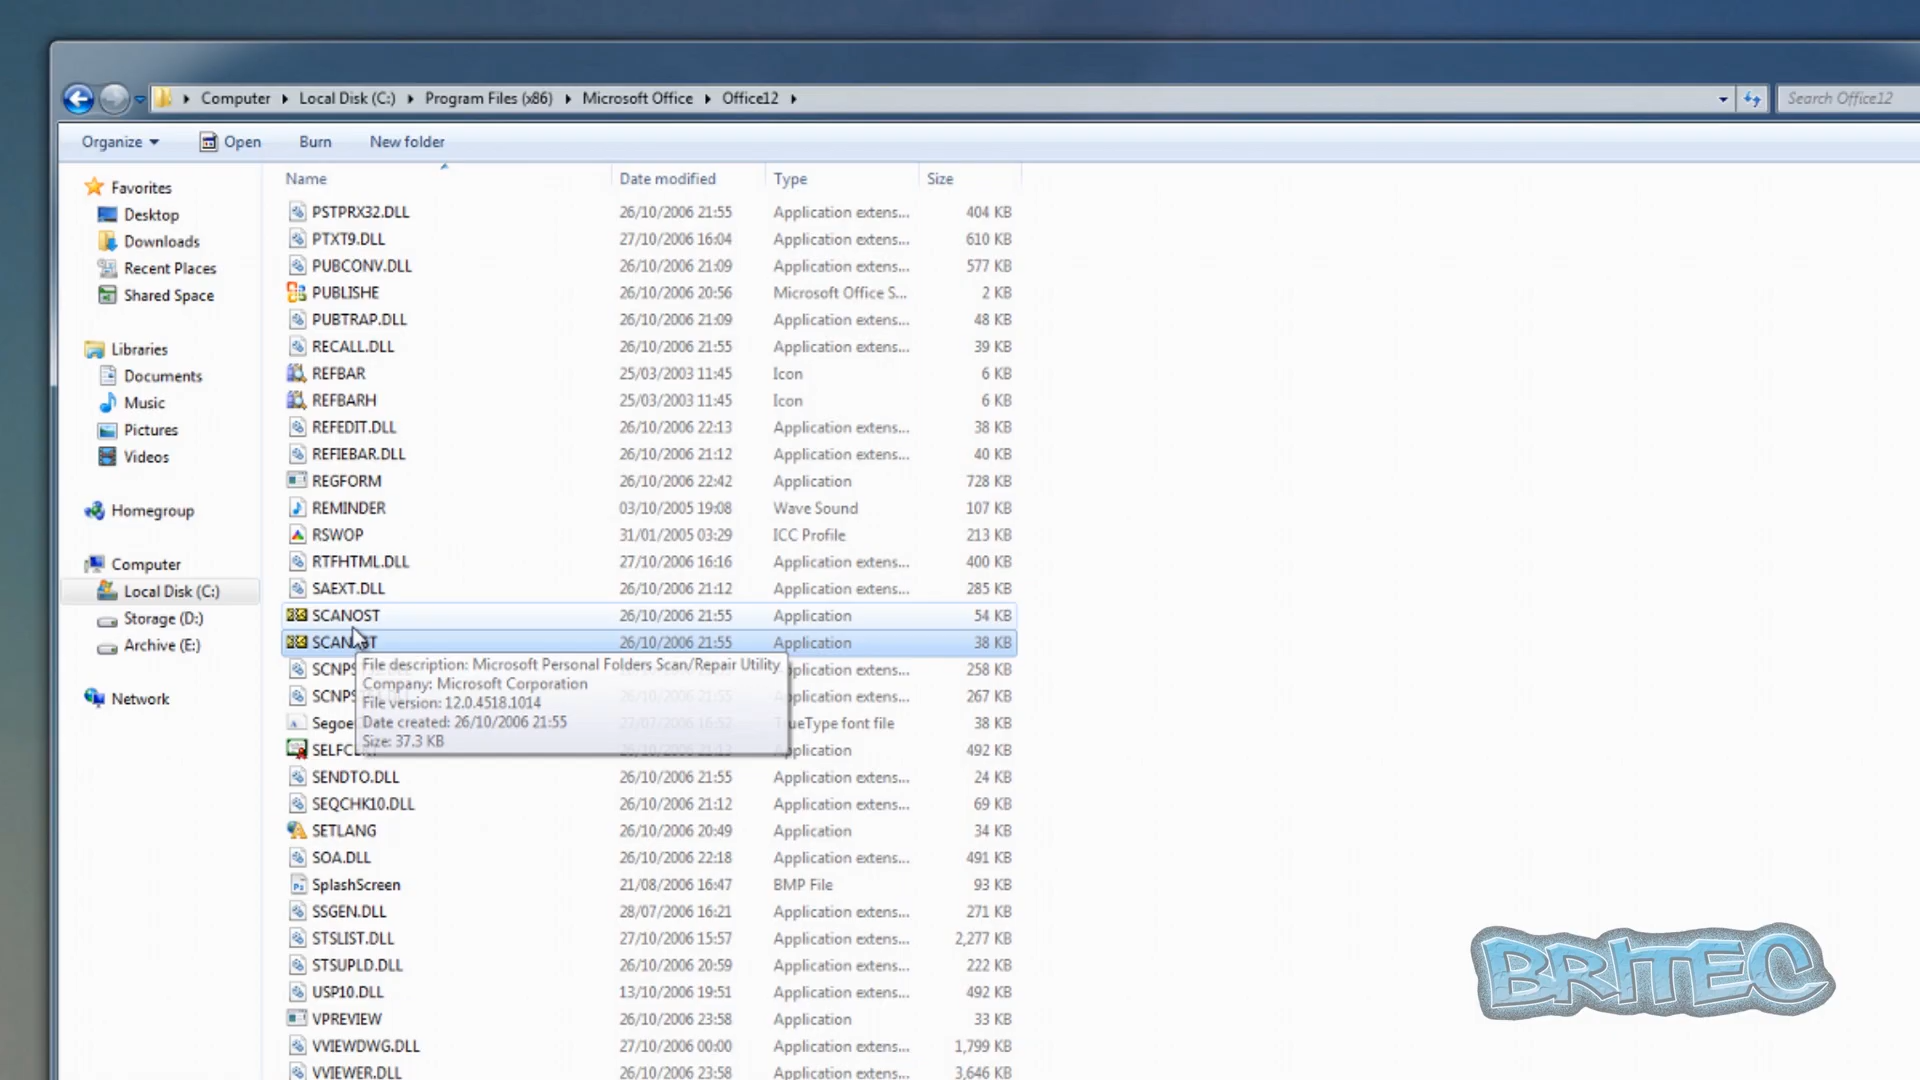 Computer Local Disk (C:) Program Files (x86) Microsoft Office Office12 Search Office12
Organize Open Burn New folder
Favorites
Desktop
Downloads
Recent Places
Shared Space
Libraries
Documents
Music
Pictures
Videos
Homegroup
Computer
Local Disk (C:)
Storage (D:)
Archive (E:)
Network
Name Date modified Type Size
PSTPRX32.DLL 26/10/2006 21:55 Application extens... 404 KB
PTXT9.DLL 27/10/2006 16:04 Application extens... 610 KB
PUBCONV.DLL 26/10/2006 21:09 Application extens... 577 KB
PUBLISHE 26/10/2006 20:56 Microsoft Office S... 2 KB
PUBTRAP.DLL 26/10/2006 21:09 Application extens... 48 KB
RECALL.DLL 26/10/2006 21:55 Application extens... 39 KB
REFBAR 25/03/2003 11:45 Icon 6 KB
REFBARH 25/03/2003 11:45 Icon 6 KB
REFEDIT.DLL 26/10/2006 22:13 Application extens... 38 KB
REFIEBAR.DLL 26/10/2006 21:12 Application extens... 40 KB
REGFORM 26/10/2006 22:42 Application 728 KB
REMINDER 03/10/2005 19:08 Wave Sound 107 KB
RSWOP 31/01/2005 03:29 ICC Profile 213 KB
RTFHTML.DLL 27/10/2006 16:16 Application extens... 400 KB
SAEXT.DLL 26/10/2006 21:12 Application extens... 285 KB
SCANOST 26/10/2006 21:55 Application 54 KB
26/10/2006 21:55 Application 38 KB
SCNPS plication extens... 258 KB
SCNPS plication extens... 267 KB
Segoe ueType font file 38 KB
SELFC plication 492 KB
File description: Microsoft Personal Folders Scan/Repair Utility
Company: Microsoft Corporation
File version: 12.0.4518.1014
Date created: 26/10/2006 21:55
Size: 37.3 KB
SENDTO.DLL 26/10/2006 21:55 Application extens... 24 KB
SEQCHK10.DLL 26/10/2006 21:12 Application extens... 69 KB
SETLANG 26/10/2006 20:49 Application 34 KB
SOA.DLL 26/10/2006 22:18 Application extens... 491 KB
SplashScreen 21/08/2006 16:47 BMP File 93 KB
SSGEN.DLL 28/07/2006 16:21 Application extens... 271 KB
STSLIST.DLL 27/10/2006 15:57 Application extens... 2,277 KB
STSUPLD.DLL 26/10/2006 20:59 Application extens... 222 KB
USP10.DLL 13/10/2006 19:51 Application extens... 492 KB
VPREVIEW 26/10/2006 23:58 Application 33 KB
VVIEWDWG.DLL 27/10/2006 00:00 Application extens... 1,799 KB
VVIEWER.DLL 26/10/2006 23:58 Application extens... 3,646 KB
BRITEC